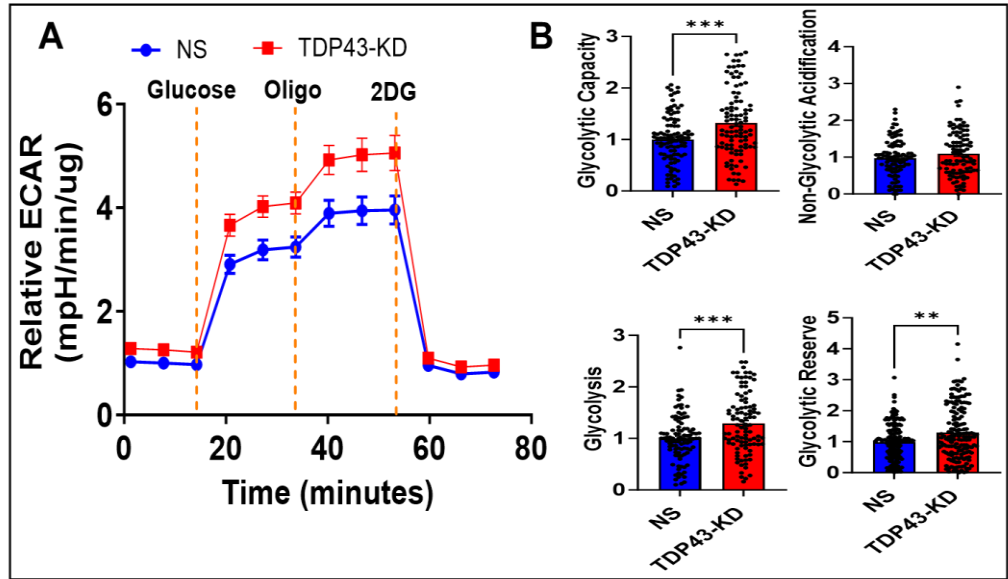 A
NS
TDP43-KD
Glucose
Oligo
2DG
Relative ECAR
(mpH/min/ug)
6
4
2
0
0
20
40
60
80
Time (minutes)
B
Glycolytic Capacity
3
2
1
0
***
NS
TDP43-KD
Non-Glycolytic Acidification
4
3
2
1
0
NS
TDP43-KD
Glycolysis
3
2
1
0
***
NS
TDP43-KD
Glycolytic Reserve
5
4
3
2
1
0
**
NS
TDP43-KD